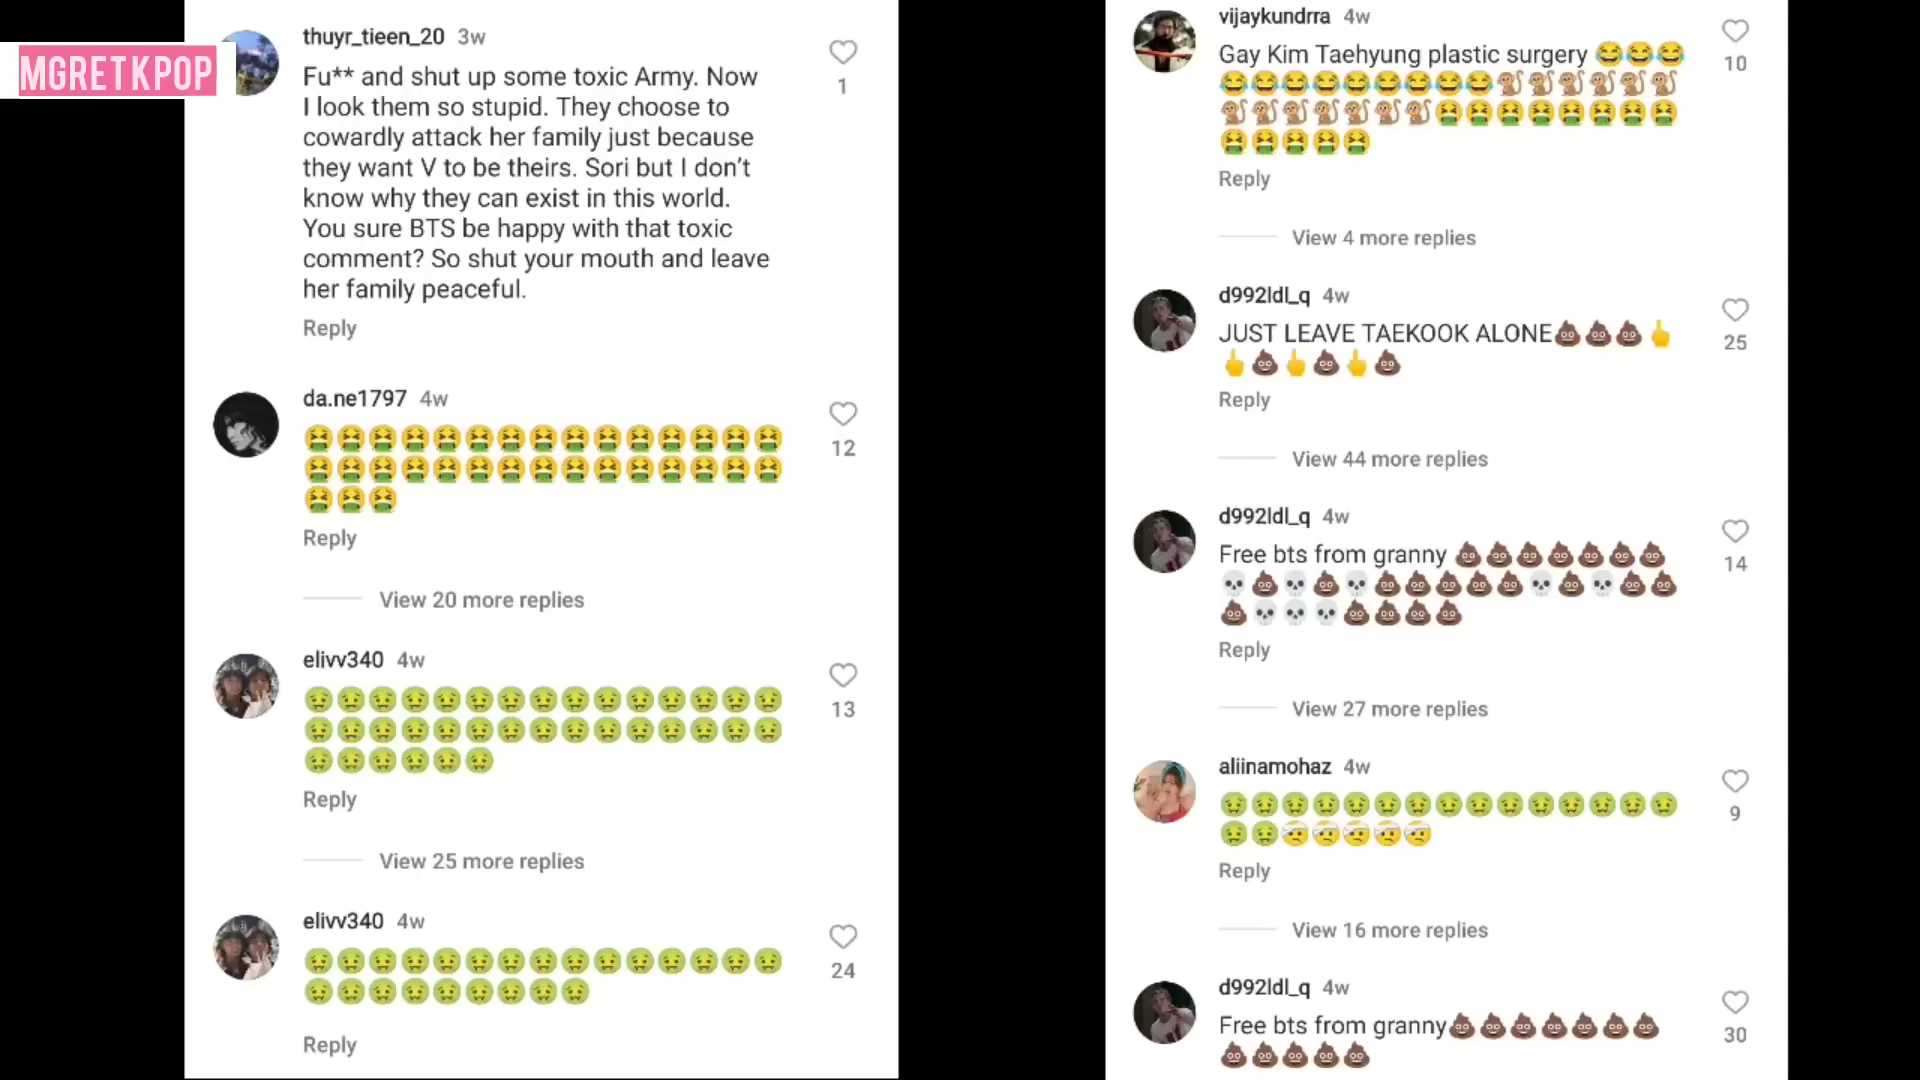 MGRETKPOP
thuyr_tieen_20 3w
Fu** and shut up some toxic Army. Now
I look them so stupid. They choose to
cowardly attack her family just because
they want V to be theirs. Sori but I don't
know why they can exist in this world.
You sure BTS be happy with that toxic
comment? So shut your mouth and leave
her family peaceful.
1
Reply
da.ne1797 4w
🤮🤮🤮🤮🤮🤮🤮🤮🤮🤮🤮🤮🤮🤮🤮
🤮🤮🤮🤮🤮🤮🤮🤮🤮🤮🤮🤮🤮🤮🤮
🤮🤮🤮
12
Reply
View 20 more replies
elivv340 4w
🤢🤢🤢🤢🤢🤢🤢🤢🤢🤢🤢🤢🤢🤢🤢
🤢🤢🤢🤢🤢🤢🤢🤢🤢🤢🤢🤢🤢🤢🤢
🤢🤢🤢🤢🤢🤢
13
Reply
View 25 more replies
elivv340 4w
🤢🤢🤢🤢🤢🤢🤢🤢🤢🤢🤢🤢🤢🤢🤢
🤢🤢🤢🤢🤢🤢🤢🤢🤢
24
Reply
vijaykundrra 4w
Gay Kim Taehyung plastic surgery 😂😂😂
😂😂😂😂😂😂😂😂😂🐒🐒🐒🐒🐒🐒
🐒🐒🐒🐒🐒🐒🐒🤮🤮🤮🤮🤮🤮🤮🤮
🤮🤮🤮🤮🤮
10
Reply
View 4 more replies
d992ldl_q 4w
JUST LEAVE TAEKOOK ALONE💩💩💩🖕
🖕💩🖕💩🖕💩
25
Reply
View 44 more replies
d992ldl_q 4w
Free bts from granny 💩💩💩💩💩💩💩
💀💩💀💩💀💩💩💩💩💩💀💩💀💩💩
💩💀💀💀💩💩💩💩
14
Reply
View 27 more replies
aliinamohaz 4w
🤢🤢🤢🤢🤢🤢🤢🤢🤢🤢🤢🤢🤢🤢🤢
🤢🤢🤕🤕🤕🤕🤕
9
Reply
View 16 more replies
d992ldl_q 4w
Free bts from granny💩💩💩💩💩💩💩
💩💩💩💩💩
30